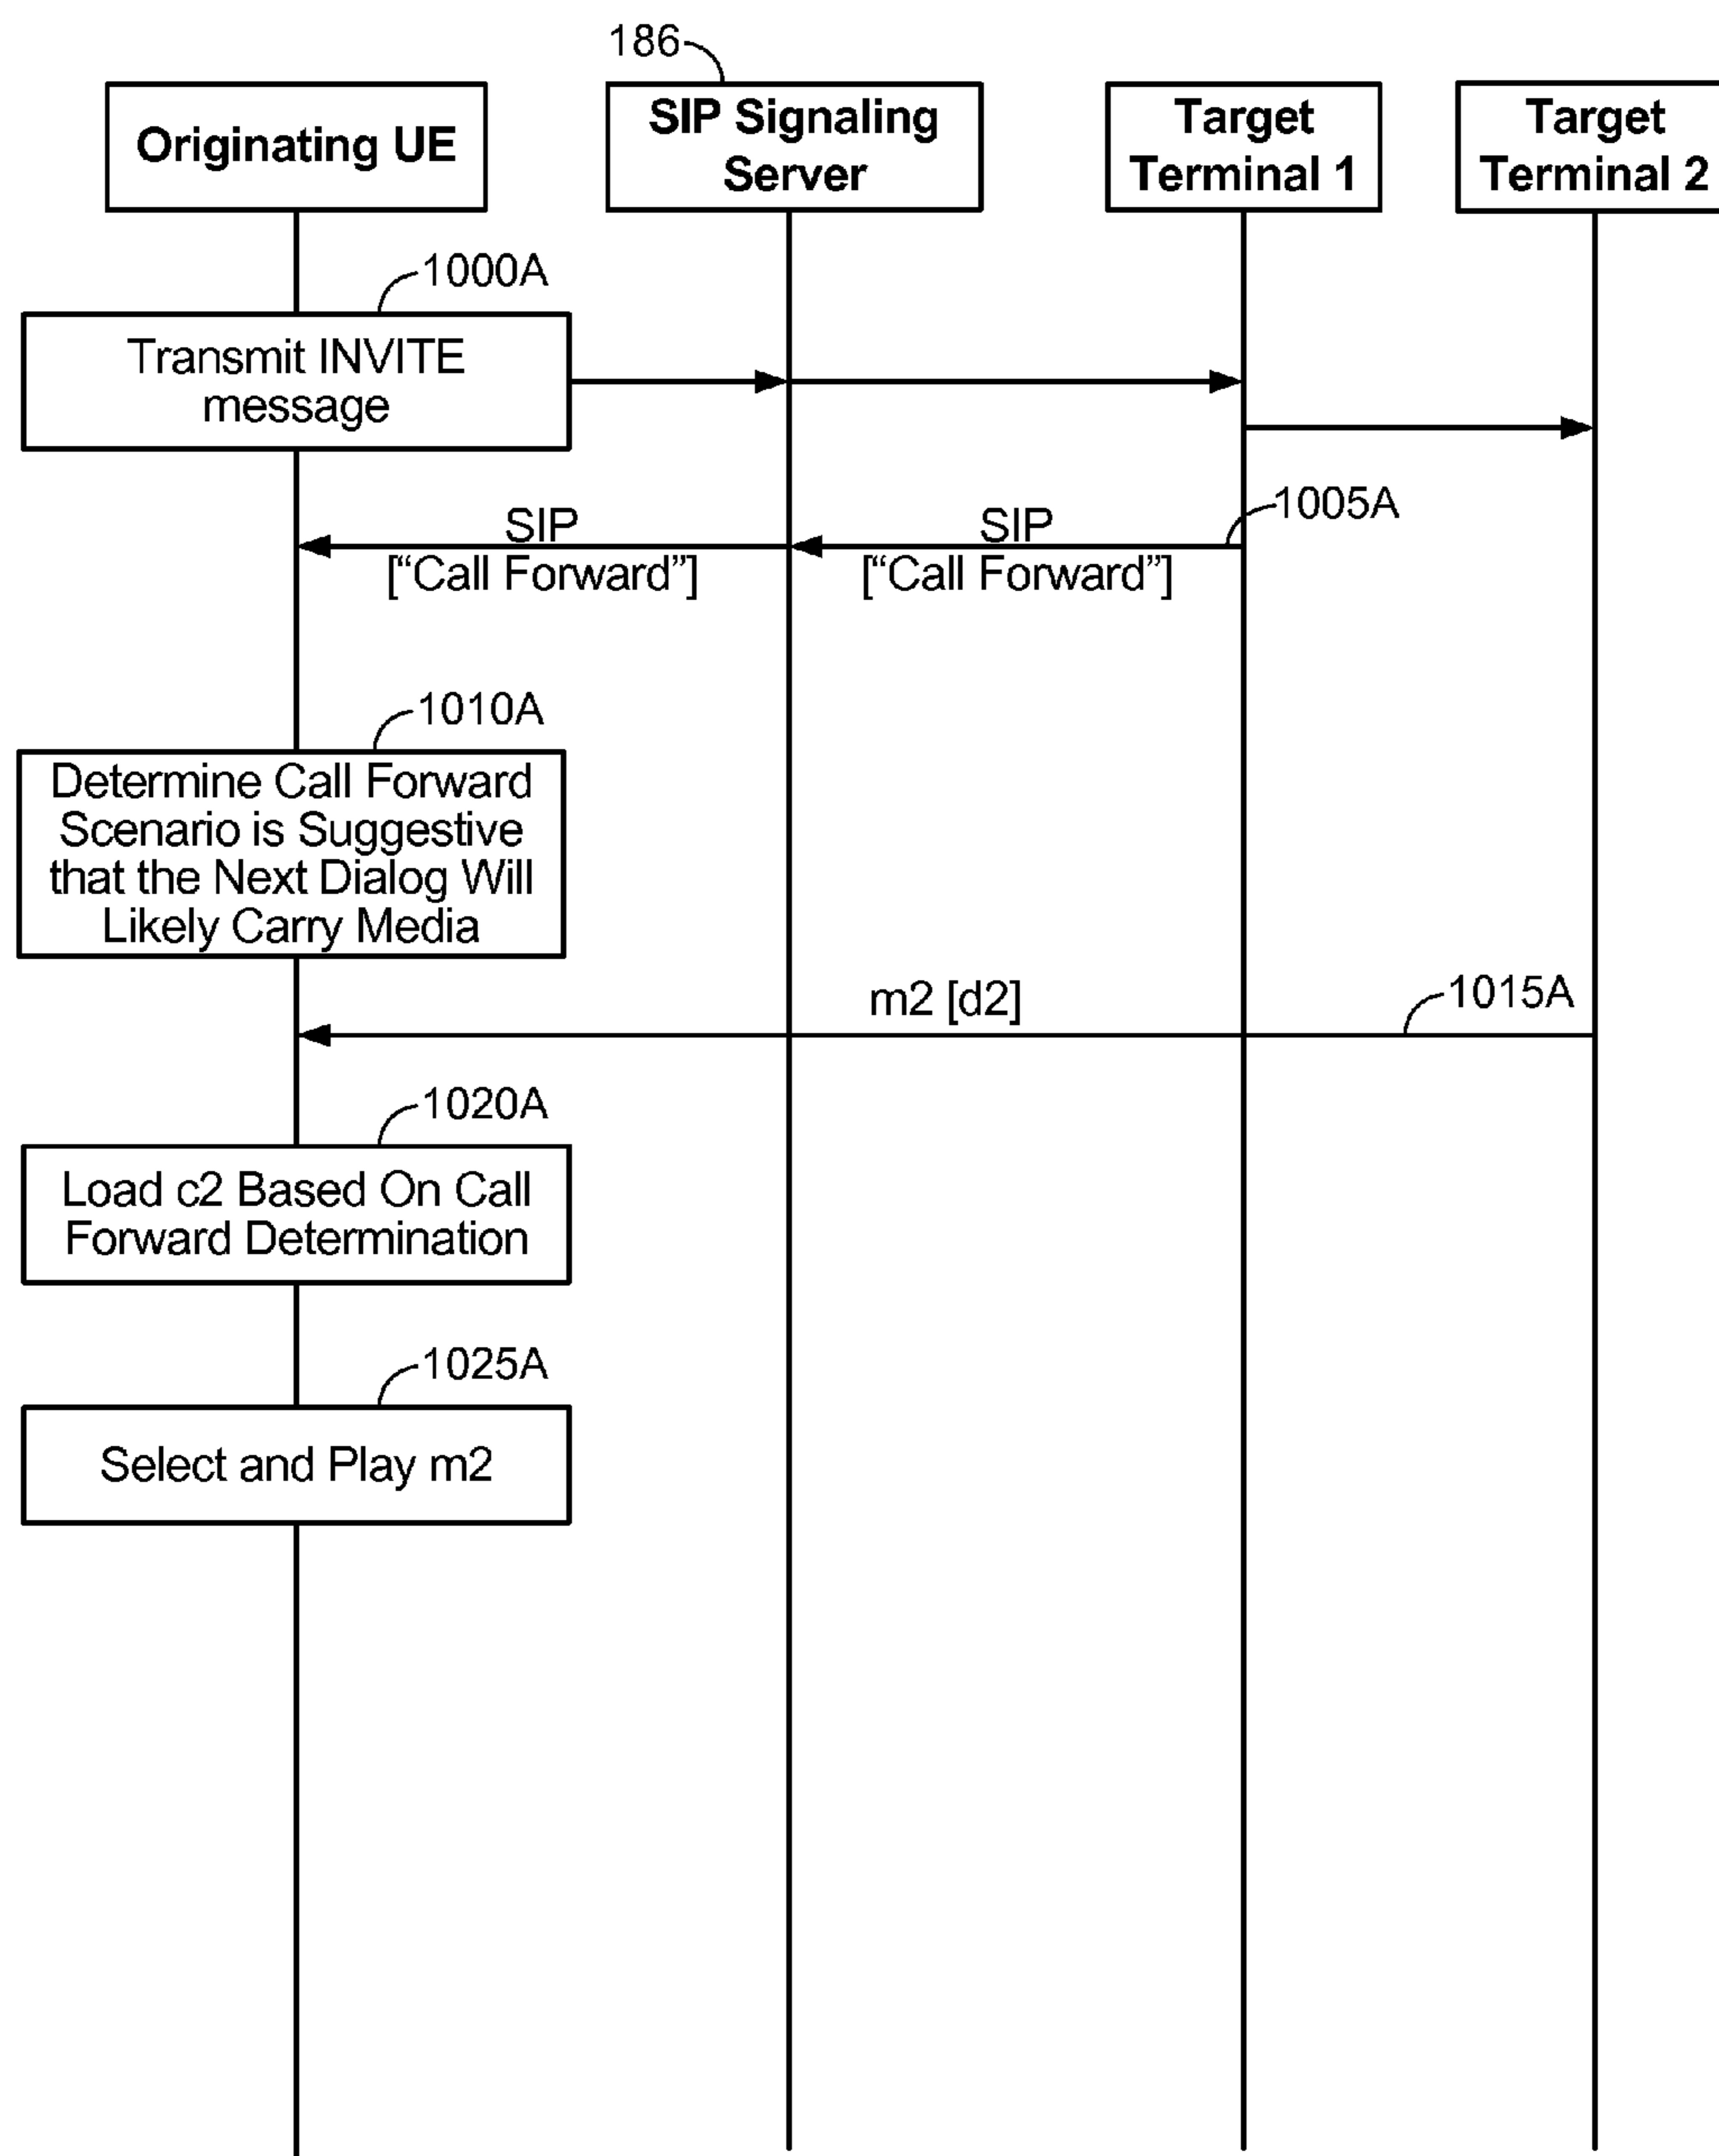 186
Originating UE
SIP Signaling
Server
Target
Terminal 1
Target
Terminal 2
1000A
Transmit INVITE
message
SIP
["Call Forward"]
SIP
["Call Forward"]
1005A
1010A
Determine Call Forward
Scenario is Suggestive
that the Next Dialog Will
Likely Carry Media
m2 [d2]
1015A
1020A
Load c2 Based On Call
Forward Determination
1025A
Select and Play m2